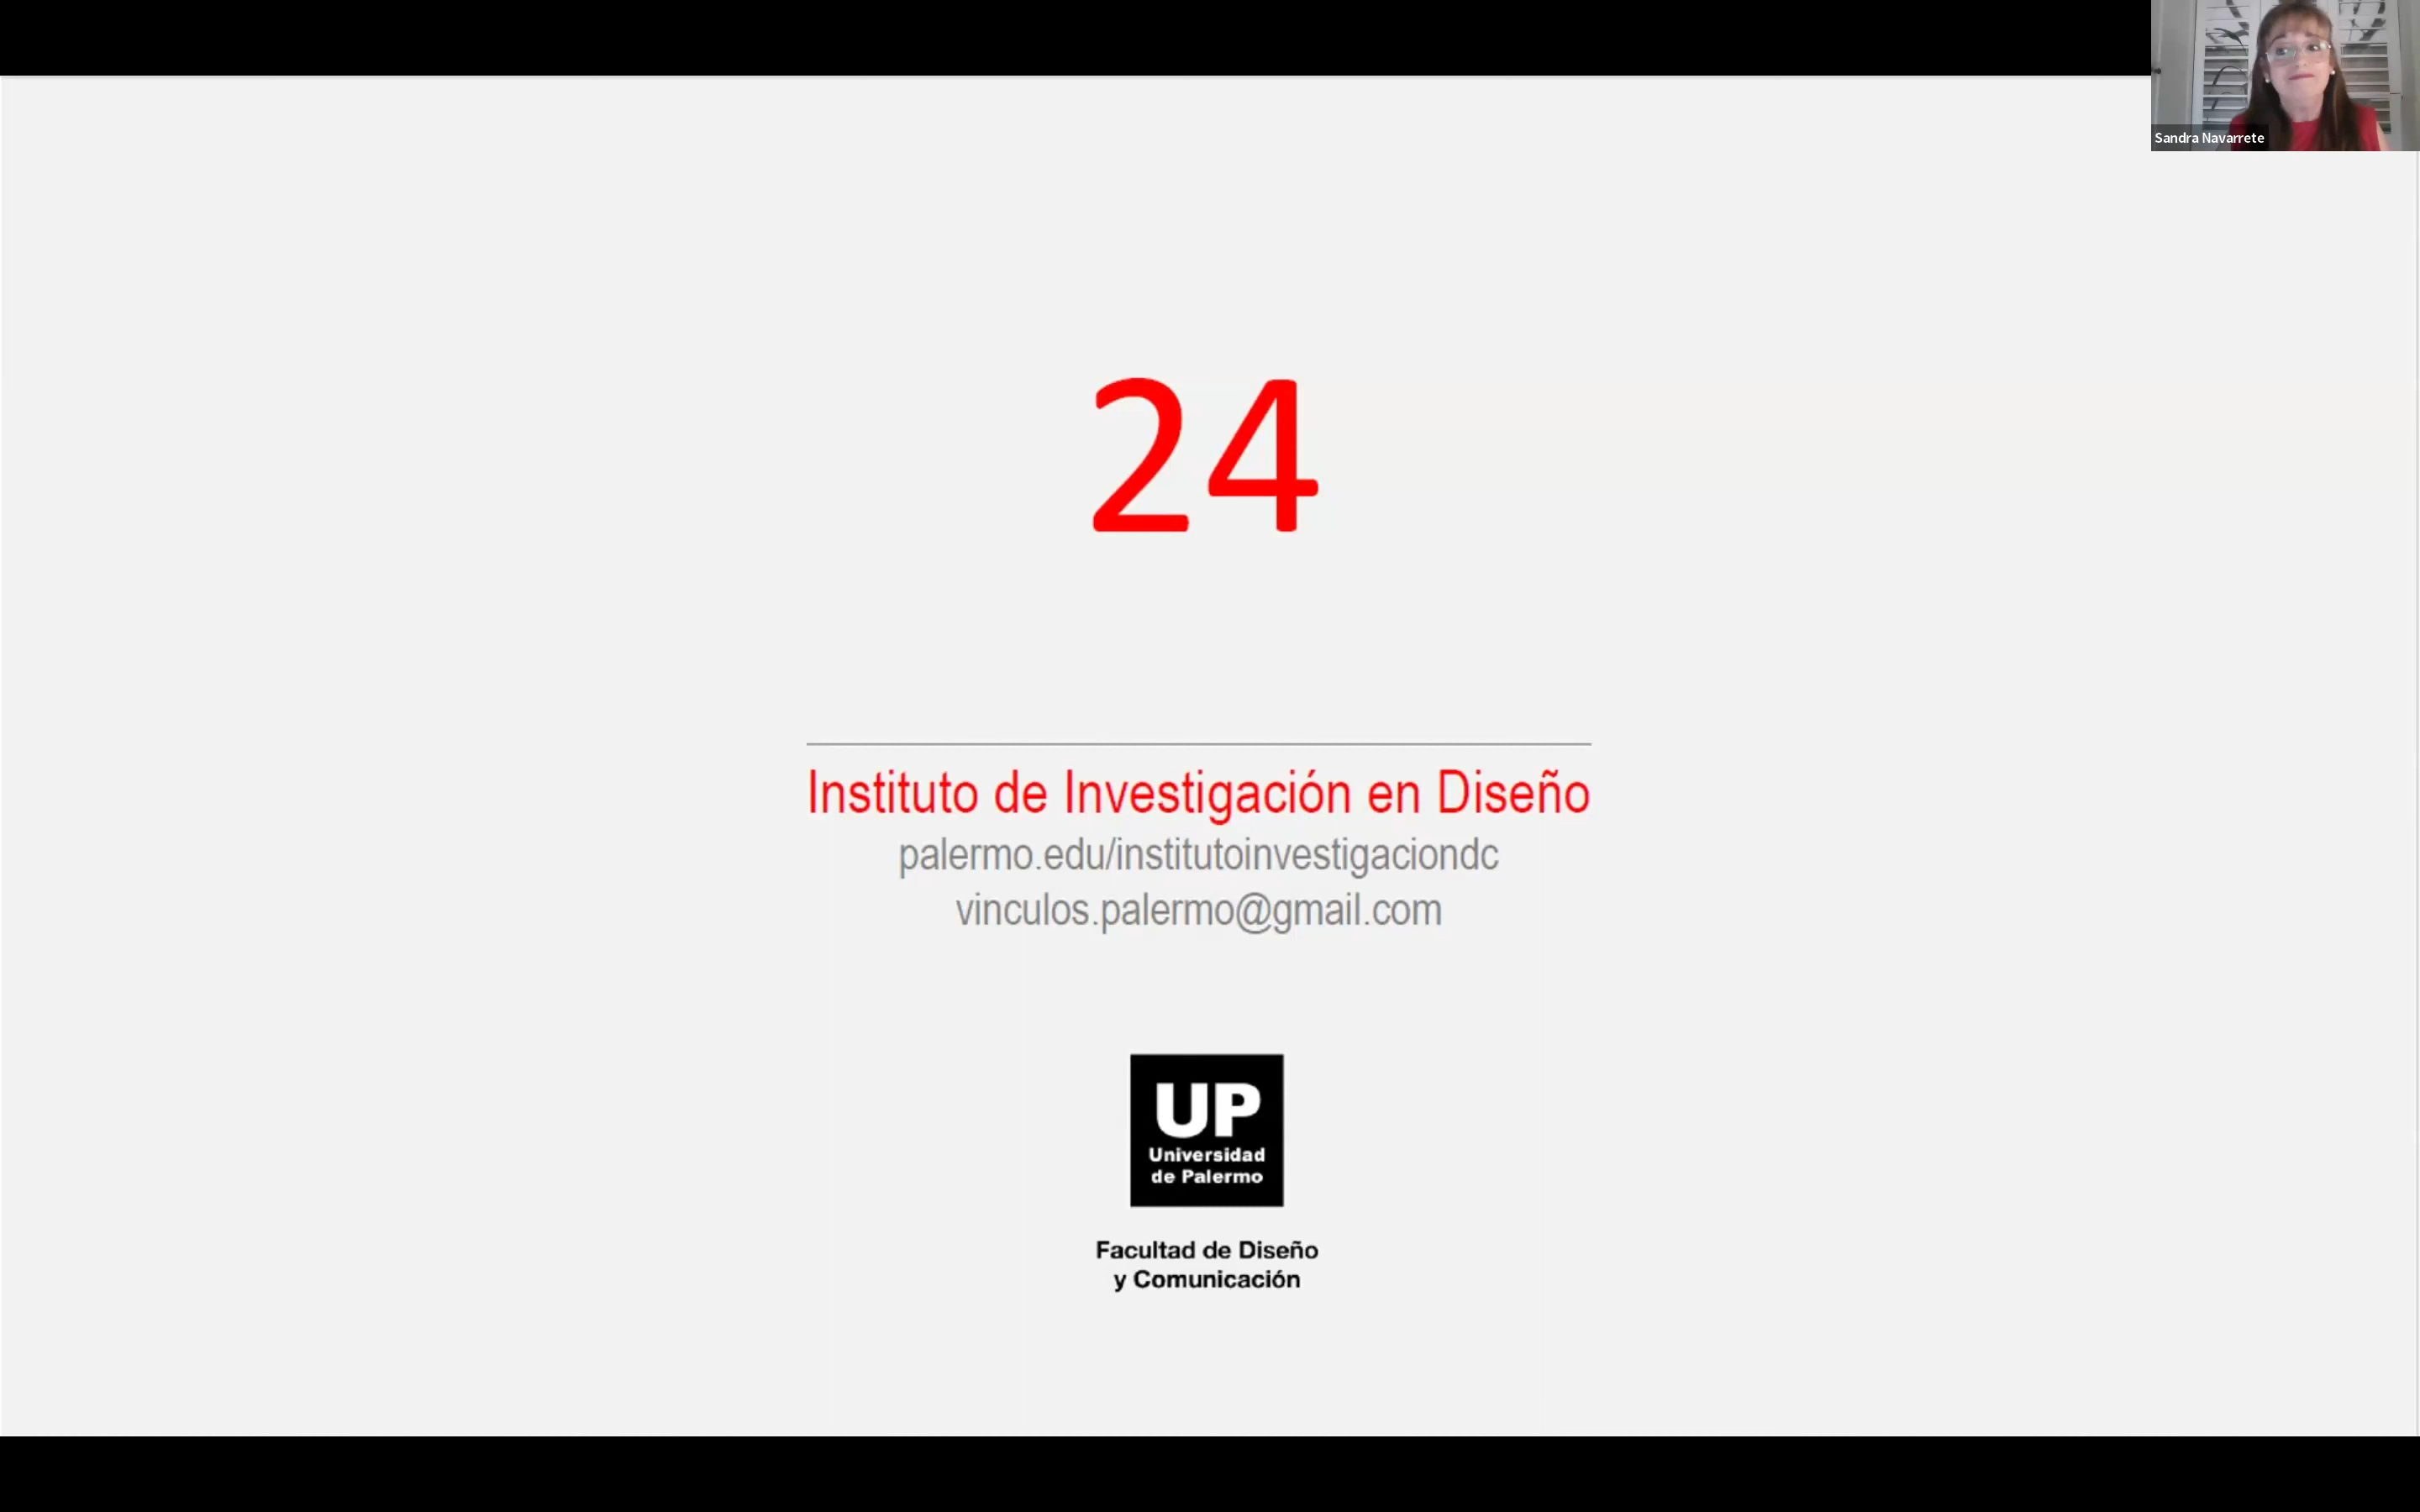 Sandra Navarrete
24
Instituto de Investigación en Diseño
palermo.edu/institutoinvestigaciondc
vinculos.palermo@gmail.com
UP
Universidad
de Palermo
Facultad de Diseño
y Comunicación